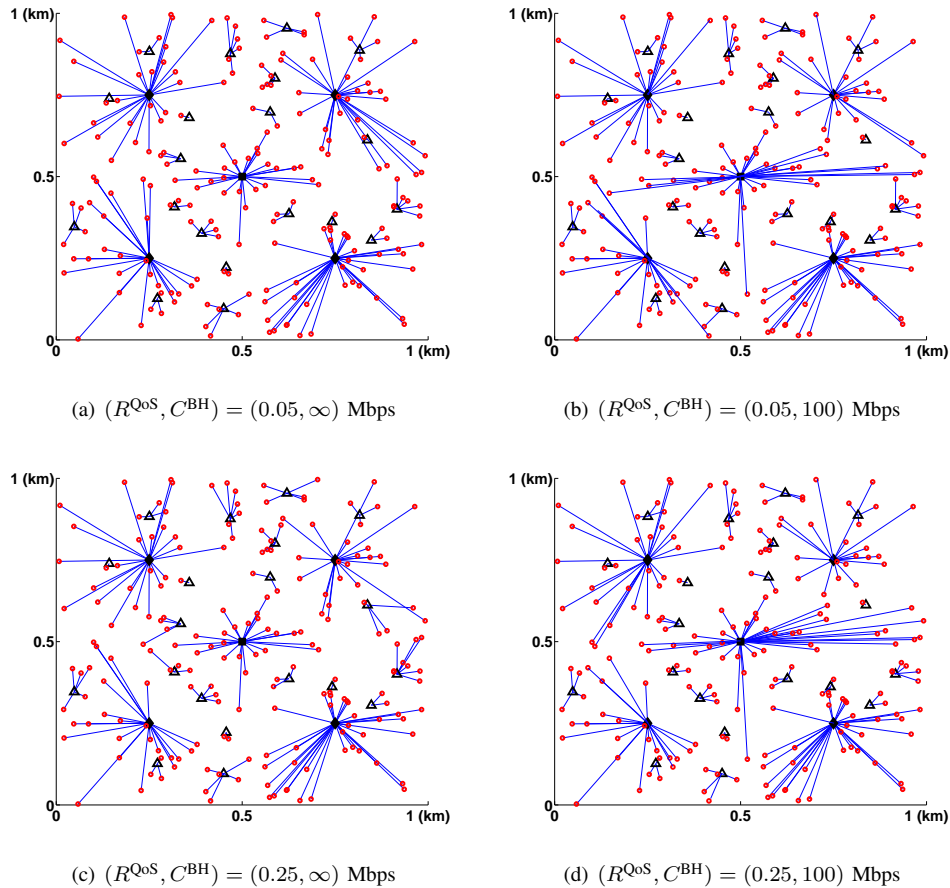 1 (km)
0.5
0
0.5
1 (km)
(a) (R^QoS, C^BH) = (0.05, ∞) Mbps
1 (km)
0.5
0
0.5
1 (km)
(b) (R^QoS, C^BH) = (0.05, 100) Mbps
1 (km)
0.5
0
0
0.5
1 (km)
(c) (R^QoS, C^BH) = (0.25, ∞) Mbps
1 (km)
0.5
0
0
0.5
1 (km)
(d) (R^QoS, C^BH) = (0.25, 100) Mbps